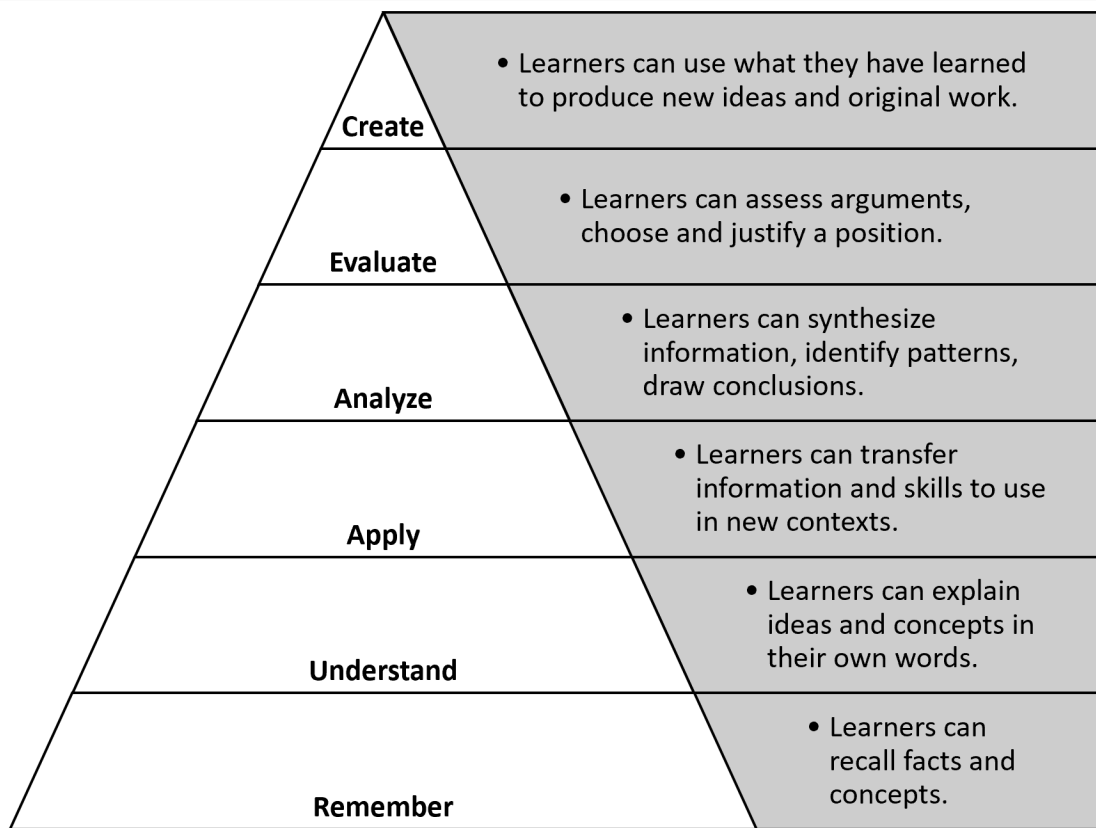 • Learners can use what they have learned
to produce new ideas and original work.
Create
• Learners can assess arguments,
choose and justify a position.
Evaluate
• Learners can synthesize
information, identify patterns,
draw conclusions.
Analyze
• Learners can transfer
information and skills to use
in new contexts.
Apply
• Learners can explain
ideas and concepts in
their own words.
Understand
• Learners can
recall facts and
concepts.
Remember